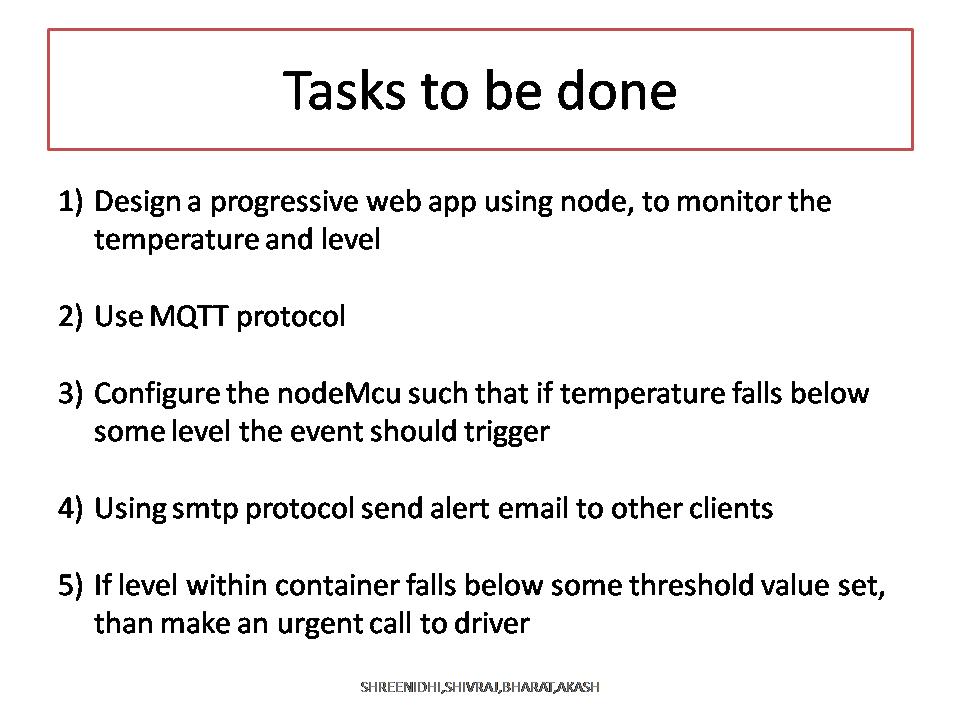 Tasks to be done
1) Design a progressive web app using node, to monitor the
temperature and level
2) Use MQTT protocol
3) Configure the nodeMcu such that if temperature falls below
some level the event should trigger
4) Using smtp protocol send alert email to other clients
5) If level within container falls below some threshold value set,
than make an urgent call to driver
SHREENIDHI,SHIVRAJ,BHARAT,AKASH